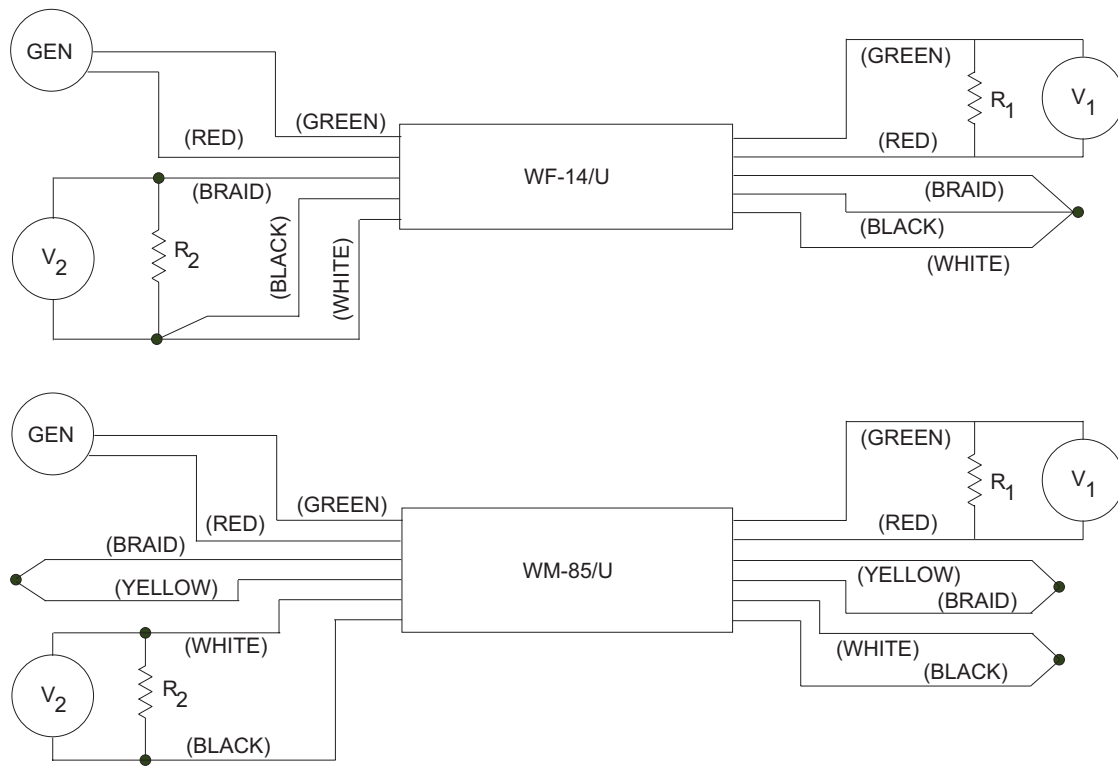 GEN
(GREEN)
(RED)
(BRAID)
(BLACK)
(WHITE)
V2
R2
WF-14/U
(GREEN)
(RED)
R1
V1
(BRAID)
(BLACK)
(WHITE)
GEN
(GREEN)
(RED)
(BRAID)
(YELLOW)
(WHITE)
V2
R2
(BLACK)
WM-85/U
(GREEN)
(RED)
R1
V1
(YELLOW)
(BRAID)
(WHITE)
(BLACK)